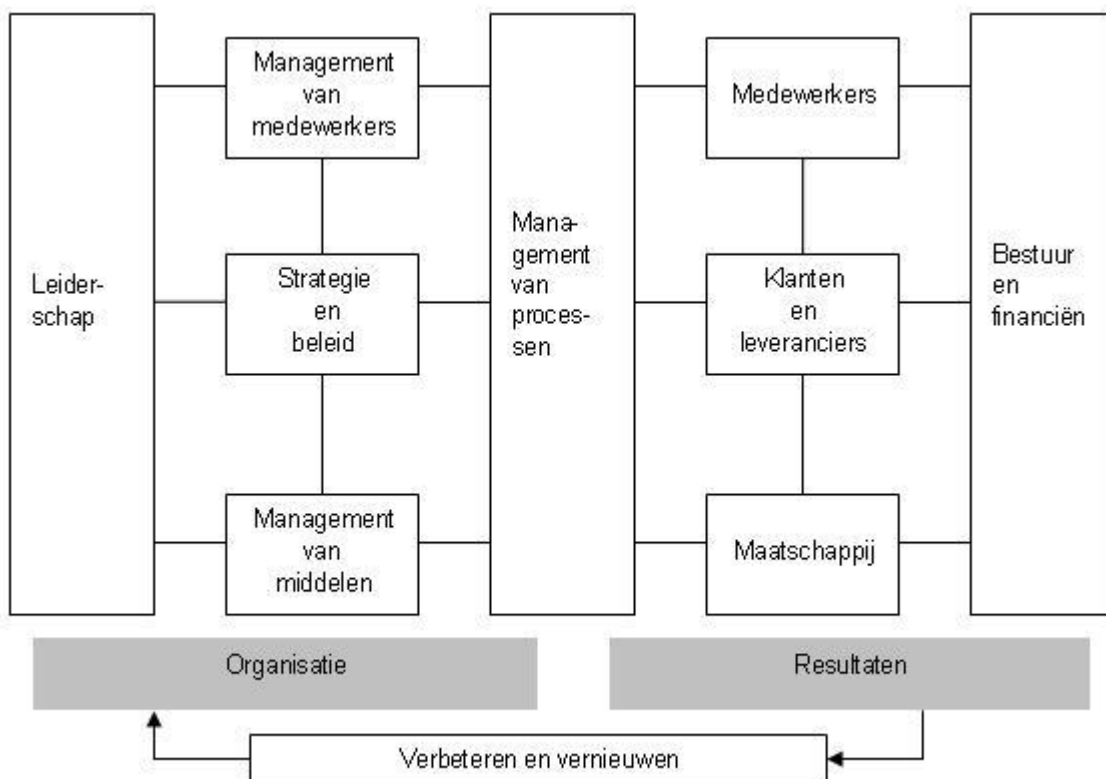 Leider-
schap
Management
van
medewerkers
Strategie
en
beleid
Management
van
middelen
Mana-
gement
van
proces-
sen
Medewerkers
Klanten
en
leveranciers
Maatschappij
Bestuur
en
financiën
Organisatie
Resultaten
Verbeteren en vernieuwen